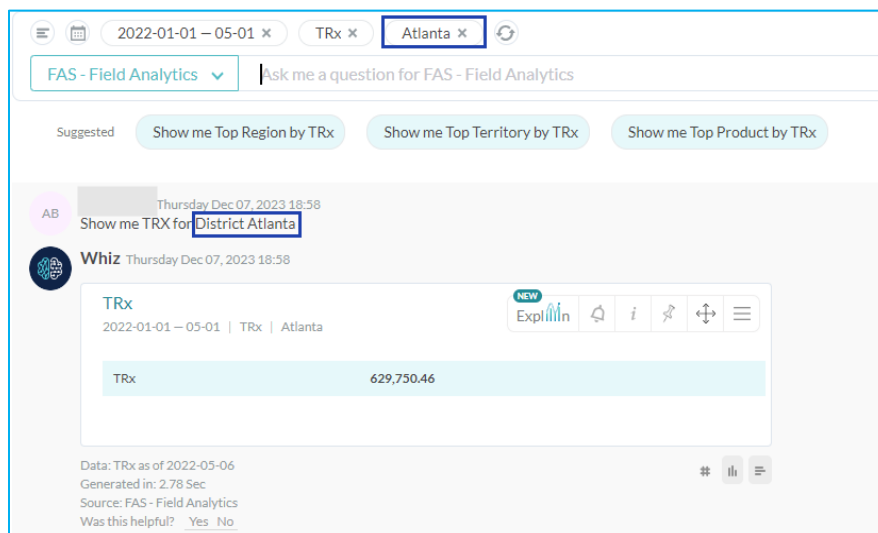 2022-01-01 — 05-01 × TRx × Atlanta ×
FAS - Field Analytics Ask me a question for FAS - Field Analytics
Suggested Show me Top Region by TRx Show me Top Territory by TRx Show me Top Product by TRx
AB Thursday Dec 07, 2023 18:58
Show me TRX for District Atlanta
Whiz Thursday Dec 07, 2023 18:58
TRx NEW Explain i
2022-01-01 — 05-01 | TRx | Atlanta
TRx 629,750.46
Data: TRx as of 2022-05-06 #
Generated in: 2.78 Sec
Source: FAS - Field Analytics
Was this helpful? Yes No